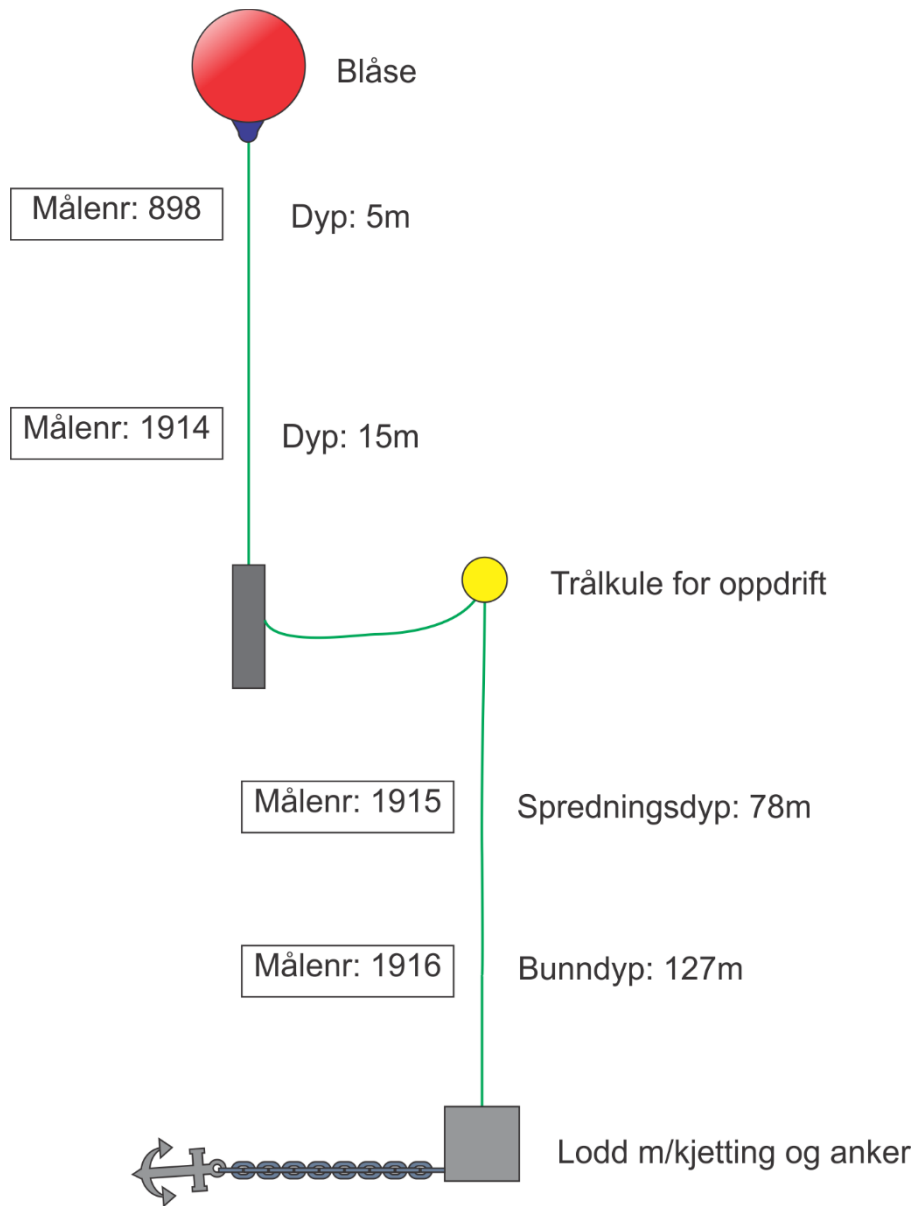 Blåse
Målenr: 898
Dyp: 5m
Målenr: 1914
Dyp: 15m
Trålkule for oppdrift
Målenr: 1915
Spredningsdyp: 78m
Målenr: 1916
Bunndyp: 127m
Lodd m/kjetting og anker